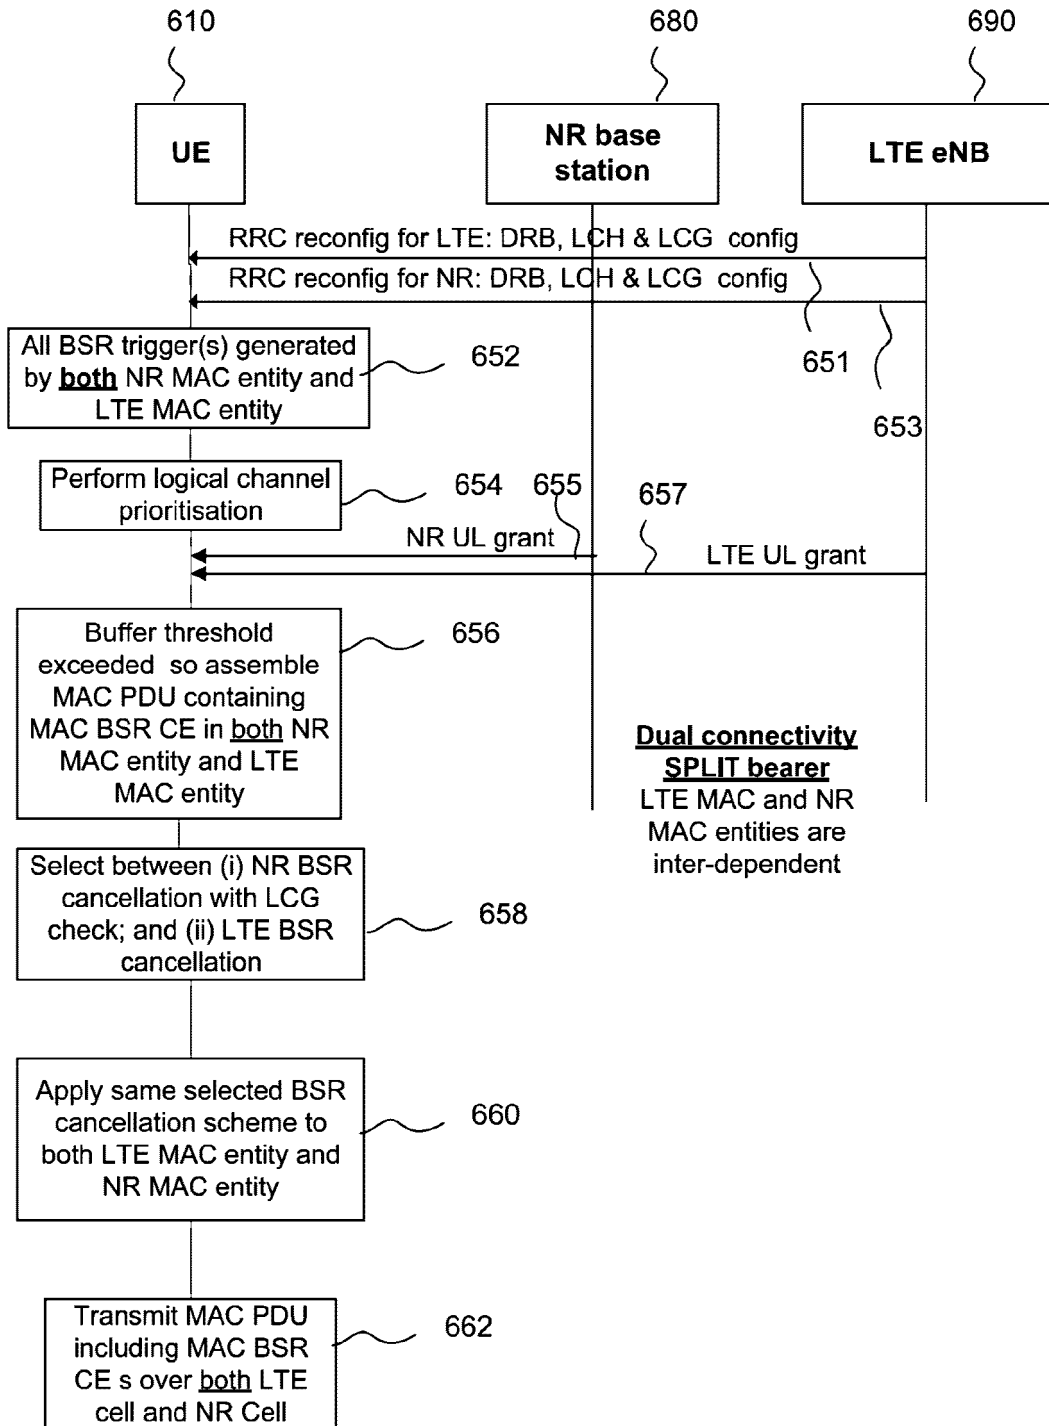 610
680
690
UE
NR base
station
LTE eNB
RRC reconfig for LTE: DRB, LCH & LCG config
RRC reconfig for NR: DRB, LCH & LCG config
651
653
All BSR trigger(s) generated
by both NR MAC entity and
LTE MAC entity
652
Perform logical channel
prioritisation
654
655
657
NR UL grant
LTE UL grant
Buffer threshold
exceeded so assemble
MAC PDU containing
MAC BSR CE in both NR
MAC entity and LTE
MAC entity
656
Dual connectivity
SPLIT bearer
LTE MAC and NR
MAC entities are
inter-dependent
Select between (i) NR BSR
cancellation with LCG
check; and (ii) LTE BSR
cancellation
658
Apply same selected BSR
cancellation scheme to
both LTE MAC entity and
NR MAC entity
660
Transmit MAC PDU
including MAC BSR
CE s over both LTE
cell and NR Cell
662